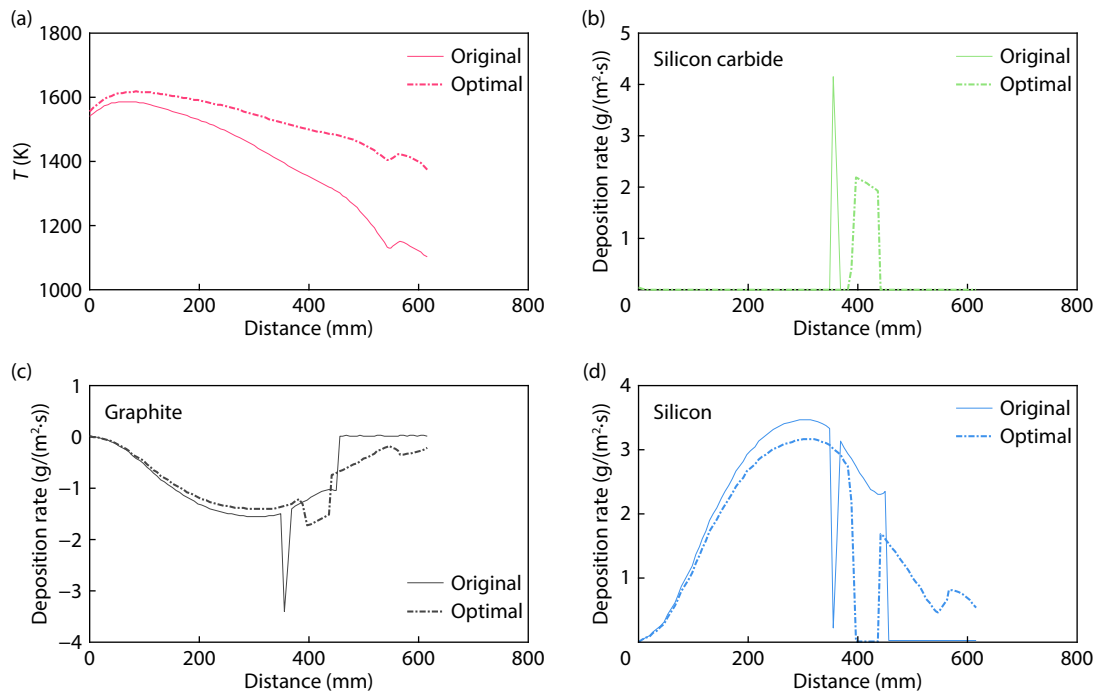 (a)
1800
1600
1400
1200
1000
T (K)
0
200
400
600
800
Distance (mm)
Original
Optimal
(b)
5
4
3
2
1
Deposition rate (g/(m²·s))
0
200
400
600
800
Distance (mm)
Silicon carbide
Original
Optimal
(c)
1
0
−1
−2
−3
−4
Deposition rate (g/(m²·s))
0
200
400
600
800
Distance (mm)
Graphite
Original
Optimal
(d)
4
3
2
1
Deposition rate (g/(m²·s))
0
200
400
600
800
Distance (mm)
Silicon
Original
Optimal